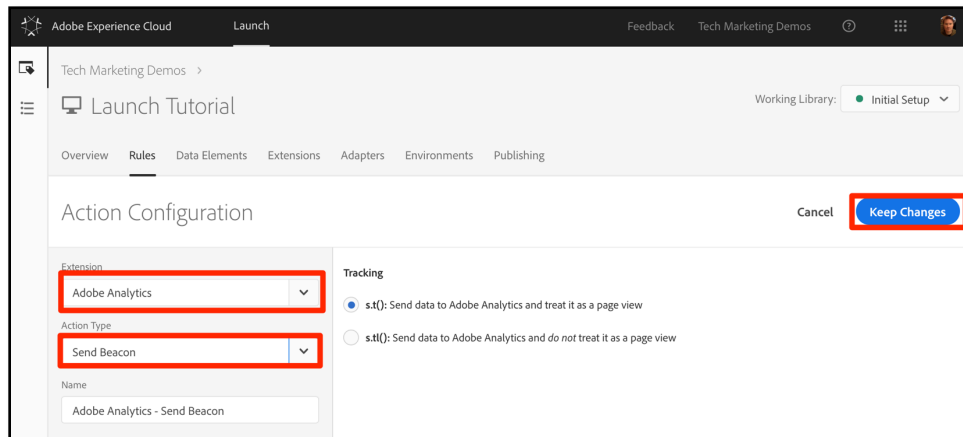 Adobe Experience Cloud Launch Feedback Tech Marketing Demos ?
Tech Marketing Demos >
Launch Tutorial
Working Library: Initial Setup
Overview Rules Data Elements Extensions Adapters Environments Publishing
Action Configuration Cancel Keep Changes
Extension
Adobe Analytics
Action Type
Send Beacon
Name
Adobe Analytics - Send Beacon
Tracking
s.t(): Send data to Adobe Analytics and treat it as a page view
s.tl(): Send data to Adobe Analytics and do not treat it as a page view